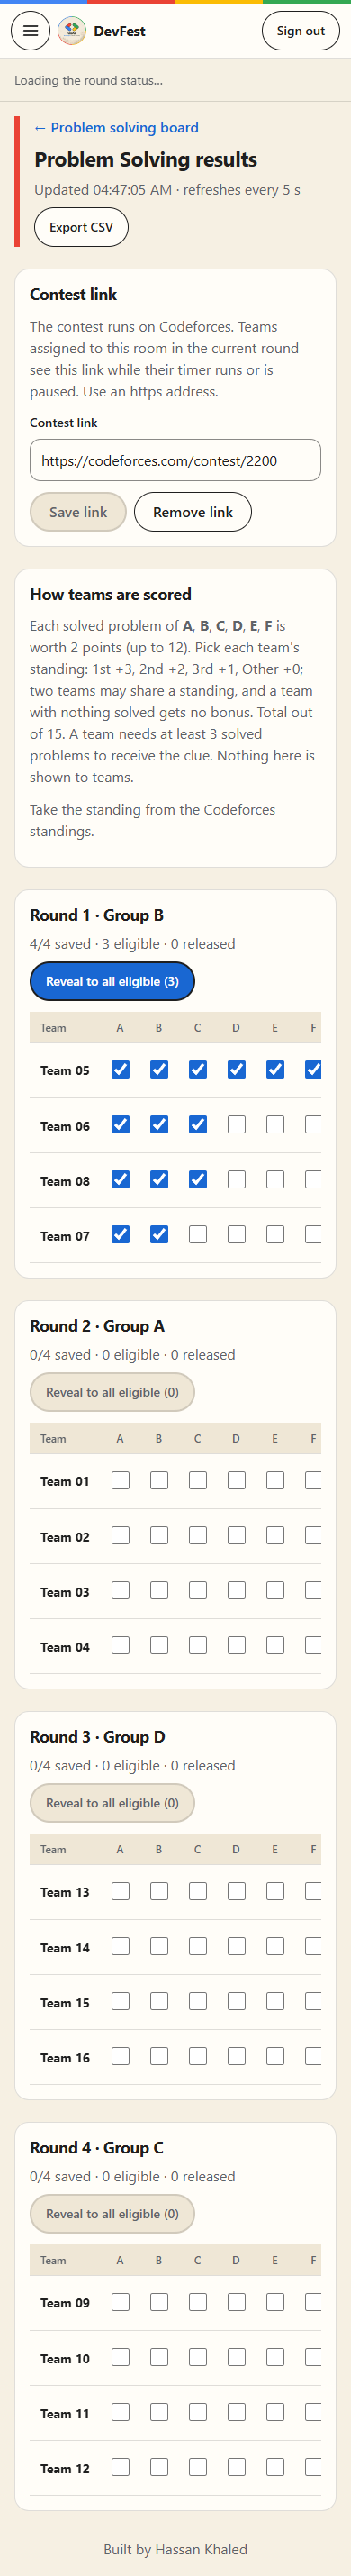 DevFest
Sign out
Loading the round status...
← Problem solving board
Problem Solving results
Updated 04:47:05 AM · refreshes every 5 s
Export CSV
Contest link
The contest runs on Codeforces. Teams
assigned to this room in the current round
see this link while their timer runs or is
paused. Use an https address.
Contest link
https://codeforces.com/contest/2200
Save link
Remove link
How teams are scored
Each solved problem of A, B, C, D, E, F is
worth 2 points (up to 12). Pick each team's
standing: 1st +3, 2nd +2, 3rd +1, Other +0;
two teams may share a standing, and a team
with nothing solved gets no bonus. Total out
of 15. A team needs at least 3 solved
problems to receive the clue. Nothing here is
shown to teams.
Take the standing from the Codeforces
standings.
Round 1 · Group B
4/4 saved · 3 eligible · 0 released
Reveal to all eligible (3)
Team A B C D E F
Team 05
Team 06
Team 08
Team 07
Round 2 · Group A
0/4 saved · 0 eligible · 0 released
Reveal to all eligible (0)
Team A B C D E F
Team 01
Team 02
Team 03
Team 04
Round 3 · Group D
0/4 saved · 0 eligible · 0 released
Reveal to all eligible (0)
Team A B C D E F
Team 13
Team 14
Team 15
Team 16
Round 4 · Group C
0/4 saved · 0 eligible · 0 released
Reveal to all eligible (0)
Team A B C D E F
Team 09
Team 10
Team 11
Team 12
Built by Hassan Khaled